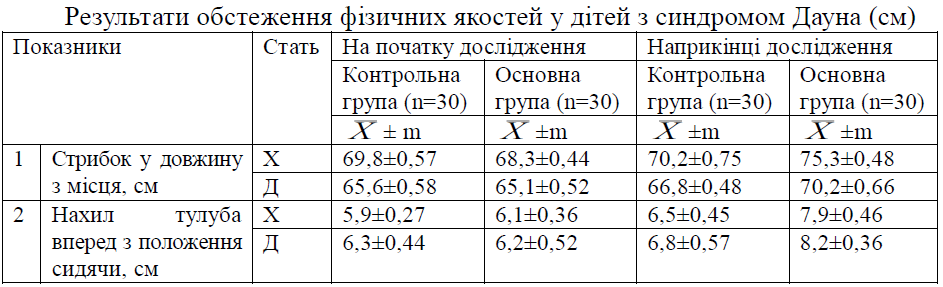 Результати обстеження фізичних якостей у дітей з синдромом Дауна (см)
Показники Стать На початку дослідження Наприкінці дослідження
Контрольна група (n=30) Основна група (n=30) Контрольна група (n=30) Основна група (n=30)
X̅ ± m X̅ ±m X̅ ± m X̅ ±m
1 Стрибок у довжину з місця, см Х 69,8±0,57 68,3±0,44 70,2±0,75 75,3±0,48
Д 65,6±0,58 65,1±0,52 66,8±0,48 70,2±0,66
2 Нахил тулуба вперед з положення сидячи, см Х 5,9±0,27 6,1±0,36 6,5±0,45 7,9±0,46
Д 6,3±0,44 6,2±0,52 6,8±0,57 8,2±0,36